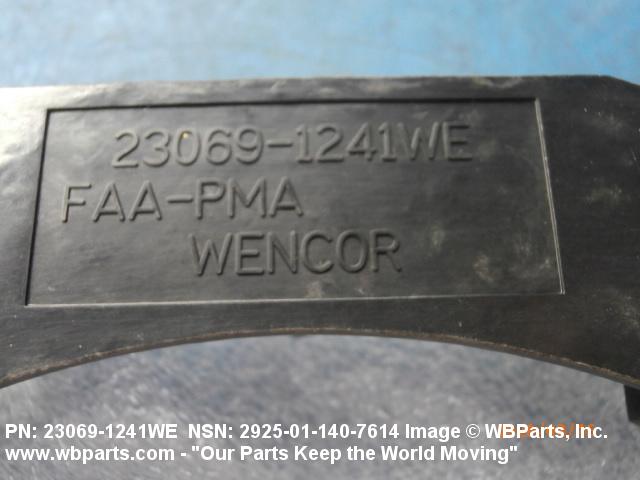 23069-1241WE
FAA-PMA
WENCOR
PN: 23069-1241WE NSN: 2925-01-140-7614 Image © WBParts, Inc.
www.wbparts.com - "Our Parts Keep the World Moving"